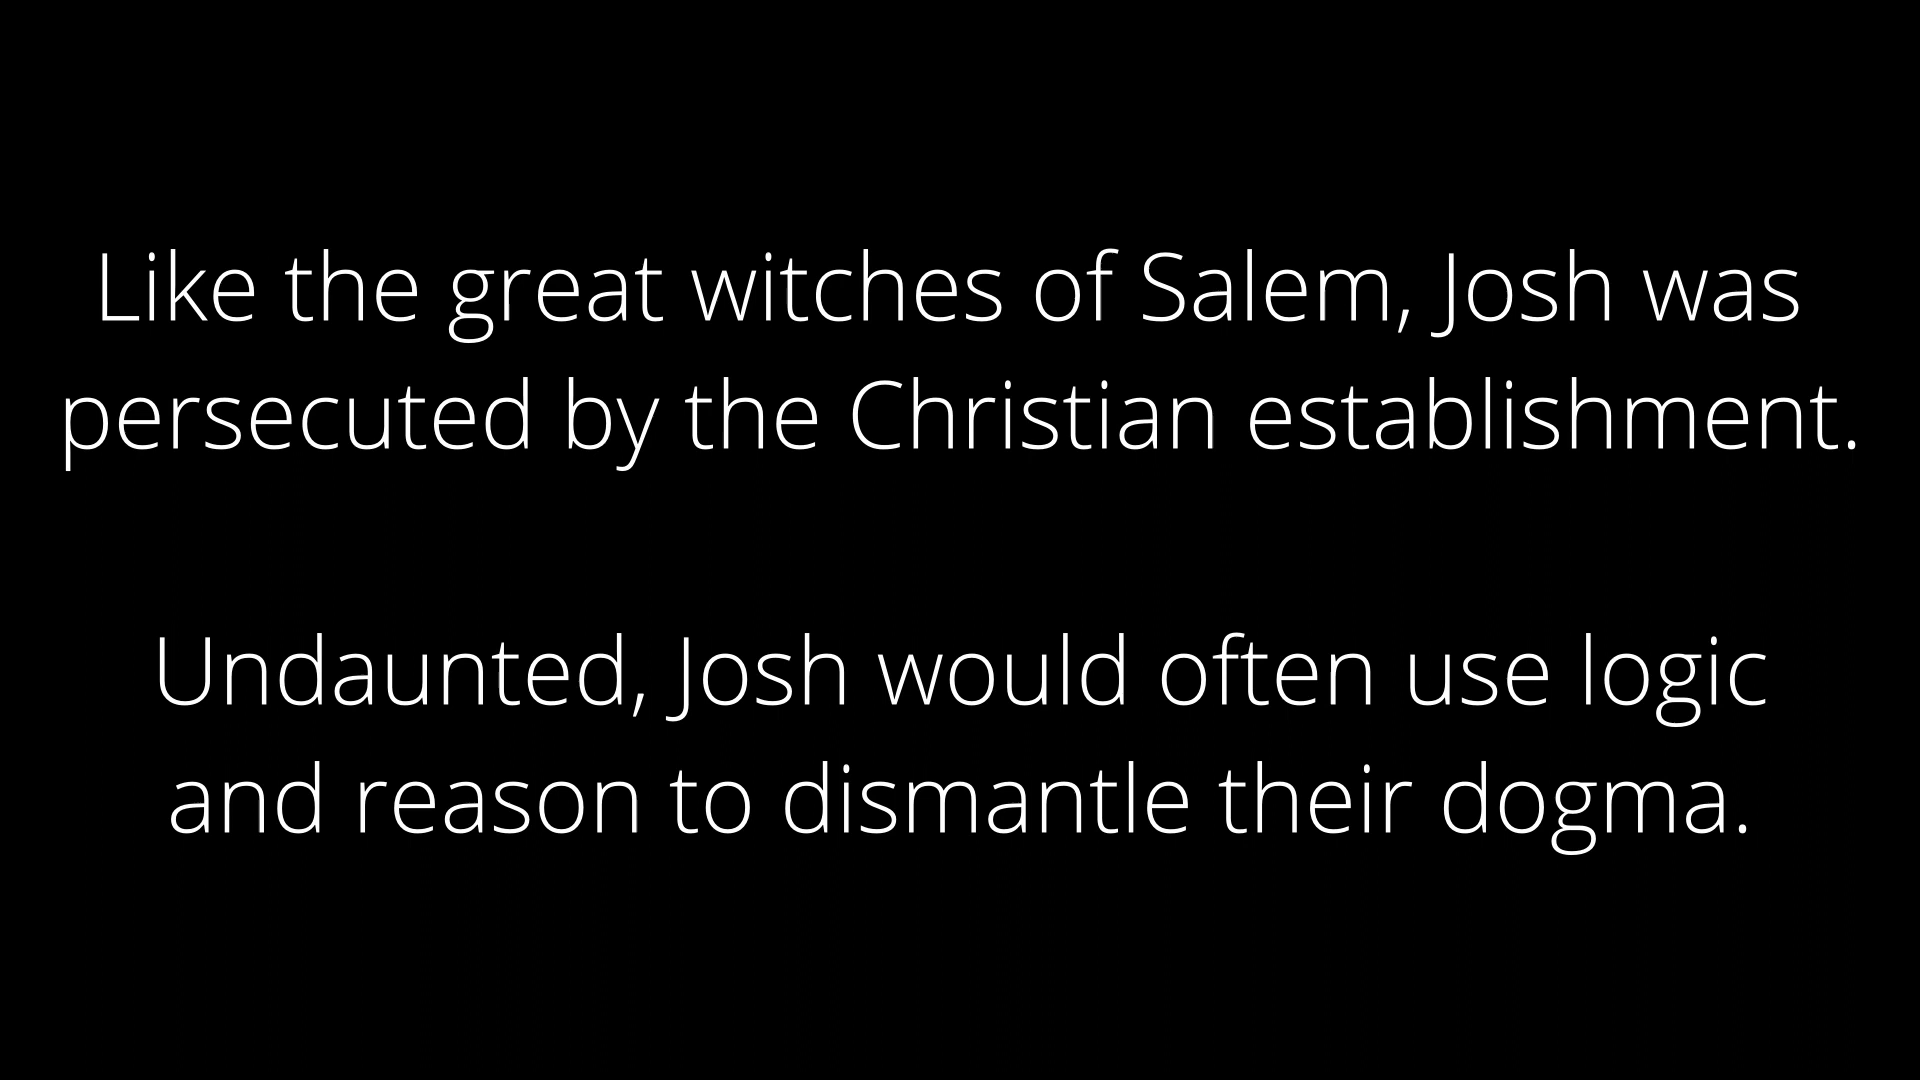 Like the great witches of Salem, Josh was
persecuted by the Christian establishment.
Undaunted, Josh would often use logic
and reason to dismantle their dogma.